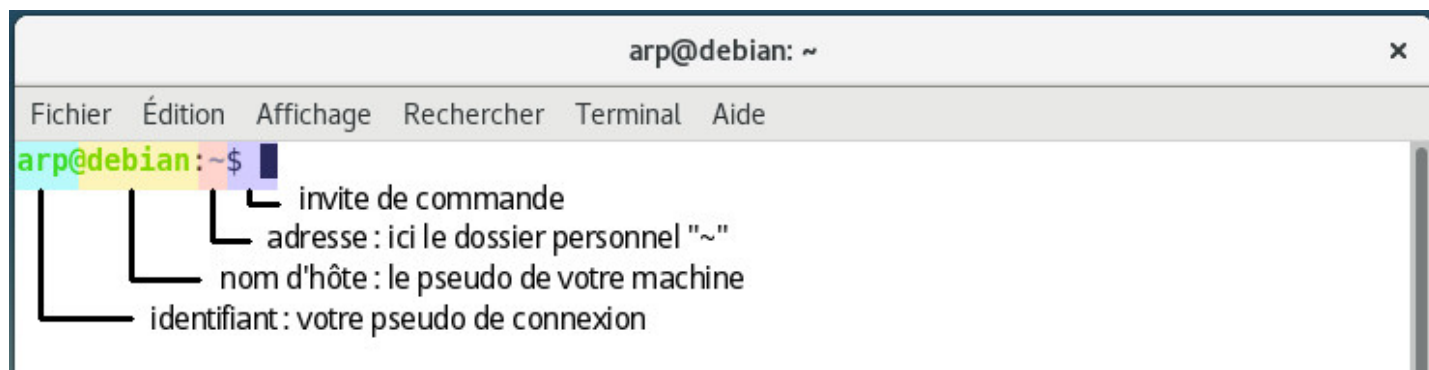 arp@debian: ~ ×
Fichier Édition Affichage Rechercher Terminal Aide
arp@debian:~$
invite de commande
adresse : ici le dossier personnel "~"
nom d'hôte : le pseudo de votre machine
identifiant : votre pseudo de connexion